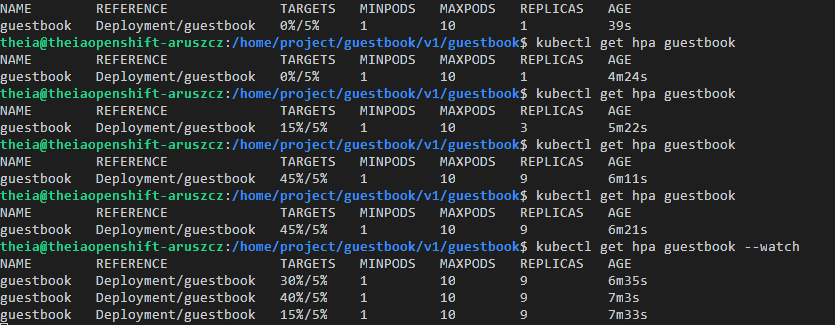 NAME REFERENCE TARGETS MINPODS MAXPODS REPLICAS AGE
guestbook Deployment/guestbook 0%/5% 1 10 1 39s
theia@theiaopenshift-aruszcz:/home/project/guestbook/v1/guestbook$ kubectl get hpa guestbook
NAME REFERENCE TARGETS MINPODS MAXPODS REPLICAS AGE
guestbook Deployment/guestbook 0%/5% 1 10 1 4m24s
theia@theiaopenshift-aruszcz:/home/project/guestbook/v1/guestbook$ kubectl get hpa guestbook
NAME REFERENCE TARGETS MINPODS MAXPODS REPLICAS AGE
guestbook Deployment/guestbook 15%/5% 1 10 3 5m22s
theia@theiaopenshift-aruszcz:/home/project/guestbook/v1/guestbook$ kubectl get hpa guestbook
NAME REFERENCE TARGETS MINPODS MAXPODS REPLICAS AGE
guestbook Deployment/guestbook 45%/5% 1 10 9 6m11s
theia@theiaopenshift-aruszcz:/home/project/guestbook/v1/guestbook$ kubectl get hpa guestbook
NAME REFERENCE TARGETS MINPODS MAXPODS REPLICAS AGE
guestbook Deployment/guestbook 45%/5% 1 10 9 6m21s
theia@theiaopenshift-aruszcz:/home/project/guestbook/v1/guestbook$ kubectl get hpa guestbook --watch
NAME REFERENCE TARGETS MINPODS MAXPODS REPLICAS AGE
guestbook Deployment/guestbook 30%/5% 1 10 9 6m35s
guestbook Deployment/guestbook 40%/5% 1 10 9 7m3s
guestbook Deployment/guestbook 15%/5% 1 10 9 7m33s